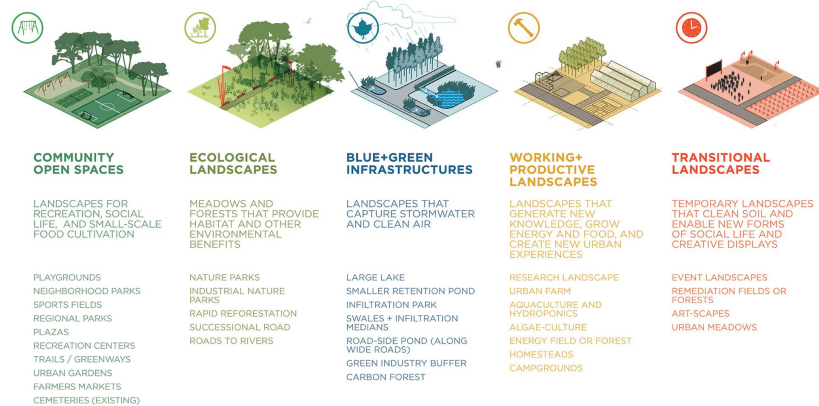 COMMUNITY
OPEN SPACES
LANDSCAPES FOR
RECREATION, SOCIAL
LIFE, AND SMALL-SCALE
FOOD CULTIVATION
PLAYGROUNDS
NEIGHBORHOOD PARKS
SPORTS FIELDS
REGIONAL PARKS
PLAZAS
RECREATION CENTERS
TRAILS / GREENWAYS
URBAN GARDENS
FARMERS MARKETS
CEMETERIES (EXISTING)
ECOLOGICAL
LANDSCAPES
MEADOWS AND
FORESTS THAT PROVIDE
HABITAT AND OTHER
ENVIRONMENTAL
BENEFITS
NATURE PARKS
INDUSTRIAL NATURE
PARKS
RAPID REFORESTATION
SUCCESSIONAL ROAD
ROADS TO RIVERS
BLUE+GREEN
INFRASTRUCTURES
LANDSCAPES THAT
CAPTURE STORMWATER
AND CLEAN AIR
LARGE LAKE
SMALLER RETENTION POND
INFILTRATION PARK
SWALES + INFILTRATION
MEDIANS
ROAD-SIDE POND (ALONG
WIDE ROADS)
GREEN INDUSTRY BUFFER
CARBON FOREST
WORKING+
PRODUCTIVE
LANDSCAPES
LANDSCAPES THAT
GENERATE NEW
KNOWLEDGE, GROW
ENERGY AND FOOD, AND
CREATE NEW URBAN
EXPERIENCES
RESEARCH LANDSCAPE
URBAN FARM
AQUACULTURE AND
HYDROPONICS
ALGAE-CULTURE
ENERGY FIELD OR FOREST
HOMESTEADS
CAMPGROUNDS
TRANSITIONAL
LANDSCAPES
TEMPORARY LANDSCAPES
THAT CLEAN SOIL AND
ENABLE NEW FORMS
OF SOCIAL LIFE AND
CREATIVE DISPLAYS
EVENT LANDSCAPES
REMEDIATION FIELDS OR
FORESTS
ART-SCAPES
URBAN MEADOWS